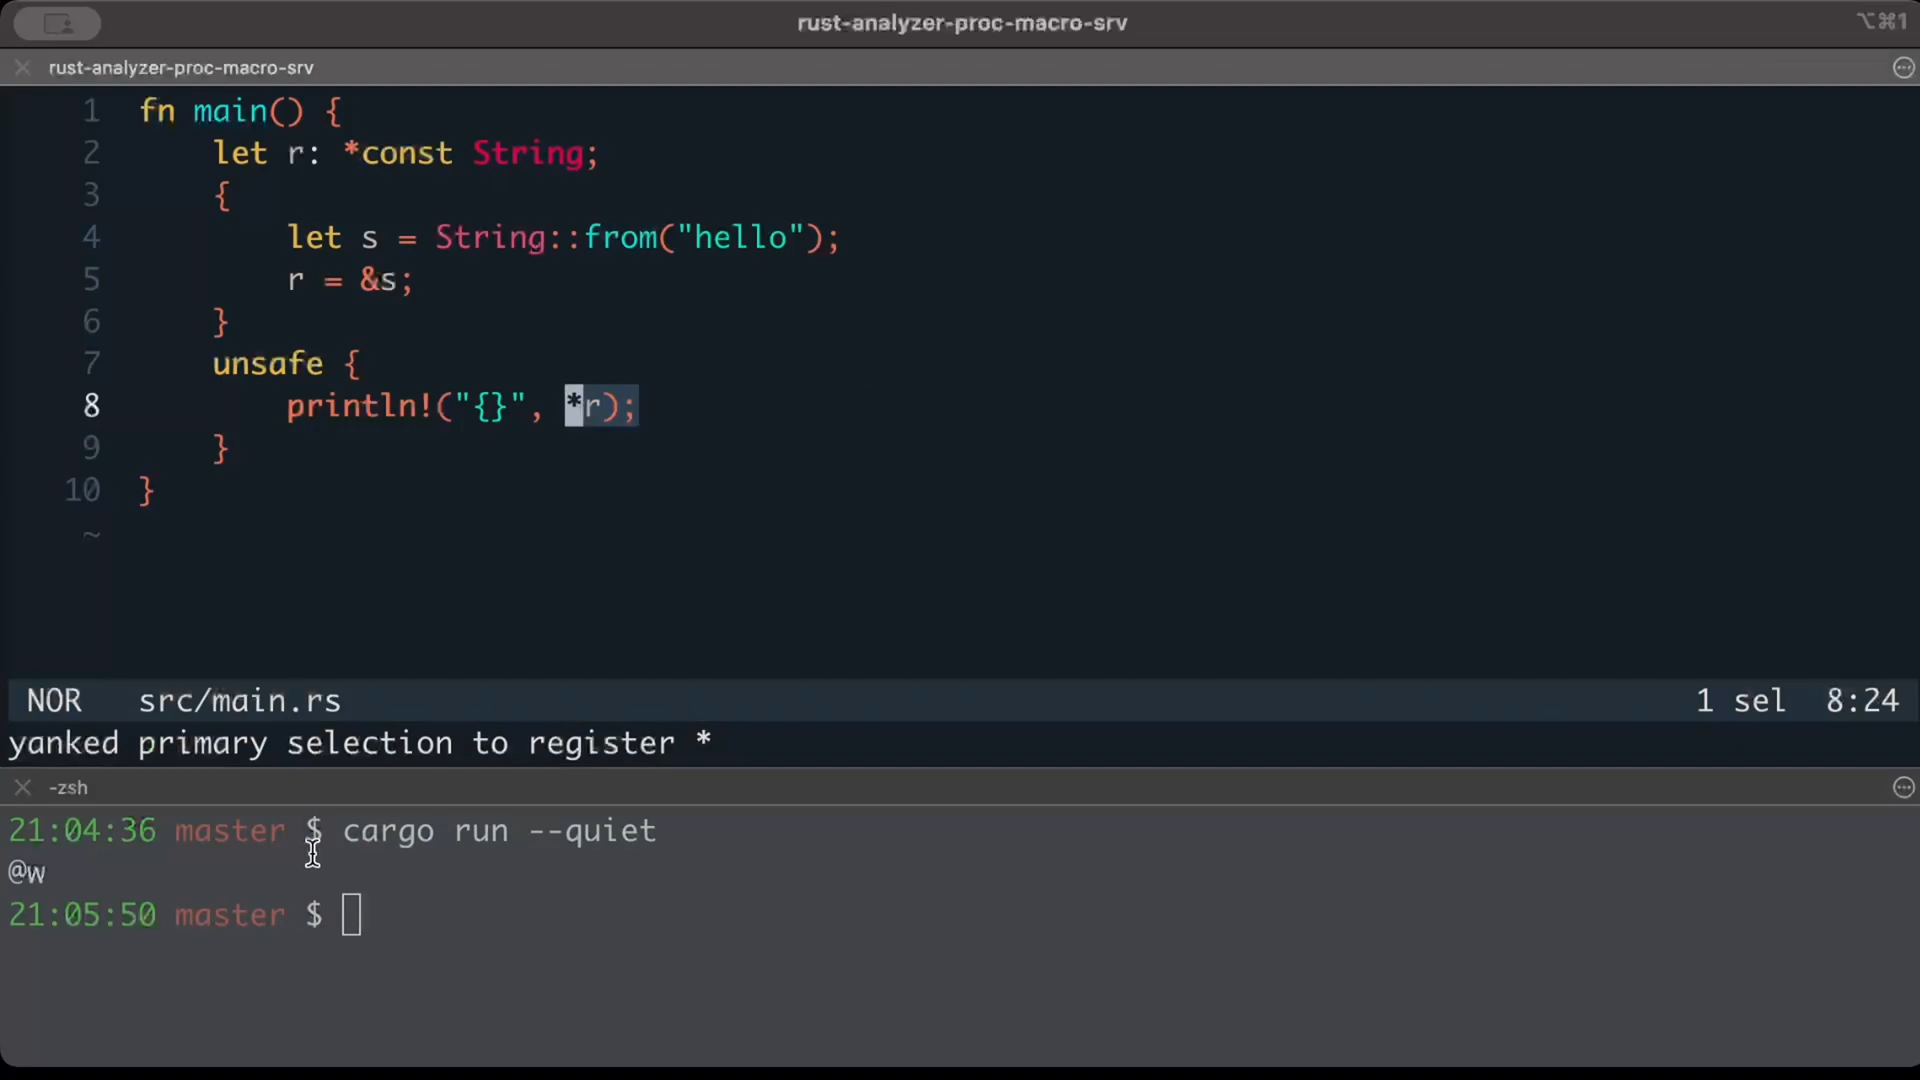 rust-analyzer-proc-macro-srv ⌥⌘1
rust-analyzer-proc-macro-srv
1 fn main() {
2     let r: *const String;
3     {
4         let s = String::from("hello");
5         r = &s;
6     }
7     unsafe {
8         println!("{}", *r);
9     }
10 }
~
NOR src/main.rs 1 sel 8:24
yanked primary selection to register *
-zsh
21:04:36 master $ cargo run --quiet
@w
21:05:50 master $